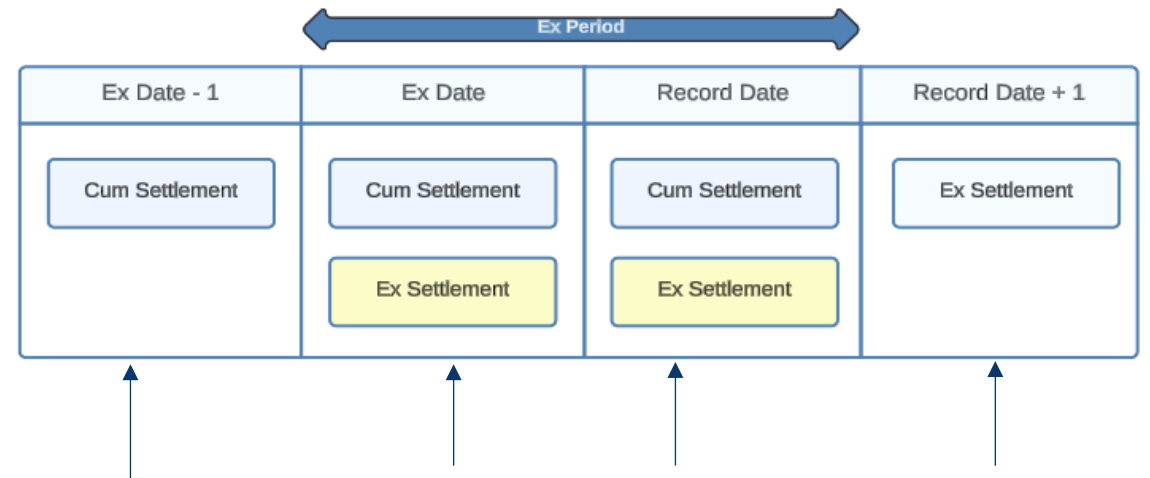 Ex Period
Ex Date - 1
Ex Date
Record Date
Record Date + 1
Cum Settlement
Cum Settlement
Cum Settlement
Ex Settlement
Ex Settlement
Ex Settlement